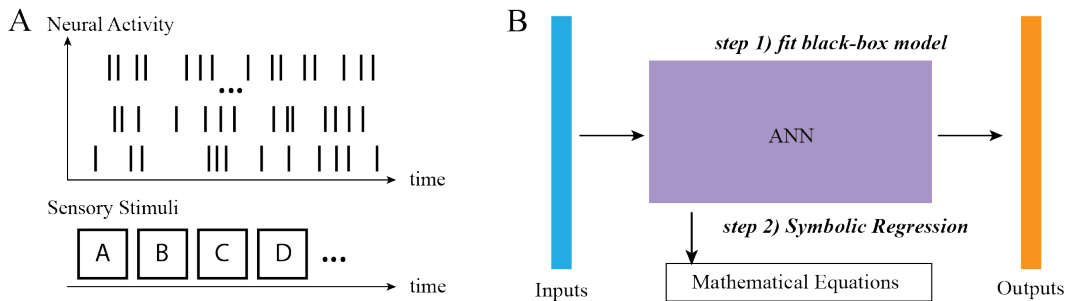 A
Neural Activity
...
time
Sensory Stimuli
A B C D ...
time
B
step 1) fit black-box model
ANN
step 2) Symbolic Regression
Mathematical Equations
Inputs
Outputs